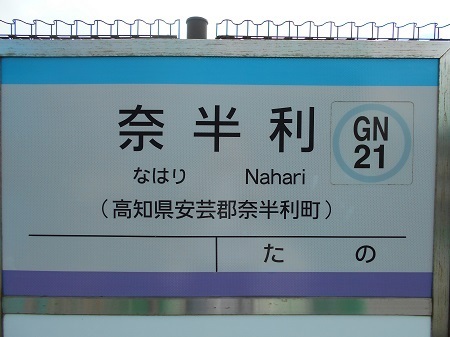 奈半利
GN
21
なはり Nahari
(高知県安芸郡奈半利町)
たの